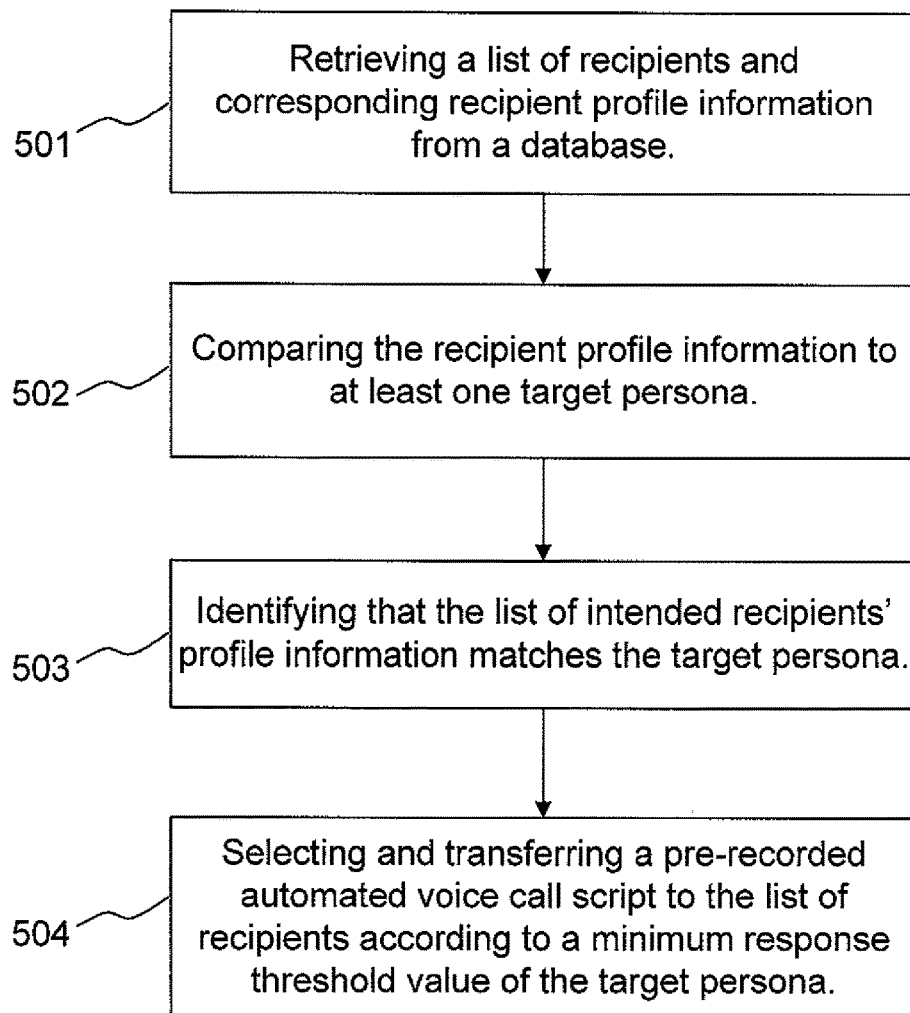 Retrieving a list of recipients and
corresponding recipient profile information
from a database.
501
Comparing the recipient profile information to
at least one target persona.
502
Identifying that the list of intended recipients'
profile information matches the target persona.
503
Selecting and transferring a pre-recorded
automated voice call script to the list of
recipients according to a minimum response
threshold value of the target persona.
504